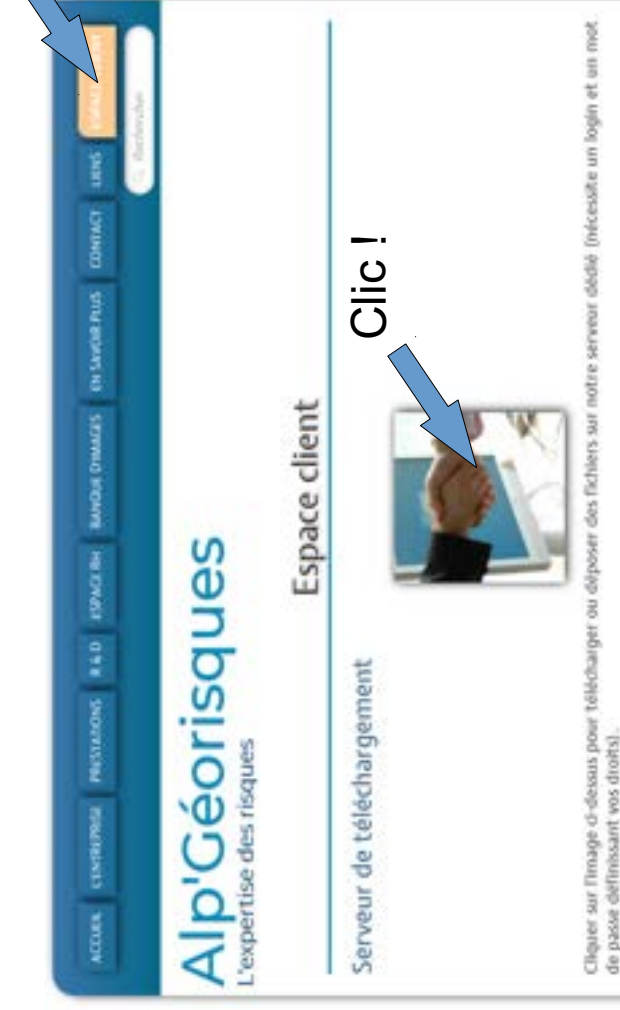 ACCUEIL
L'ENTREPRISE
PRESTATIONS
R & D
ESPACE RH
BANQUE D'IMAGES
EN SAVOIR PLUS
CONTACT
LIENS
Rechercher
Alp'Géorisques
L'expertise des risques
Espace client
Serveur de téléchargement
Clic !
Cliquer sur l'image ci-dessus pour télécharger ou déposer des fichiers sur notre serveur dédié (nécessite un login et un mot
de passe définissant vos droits).